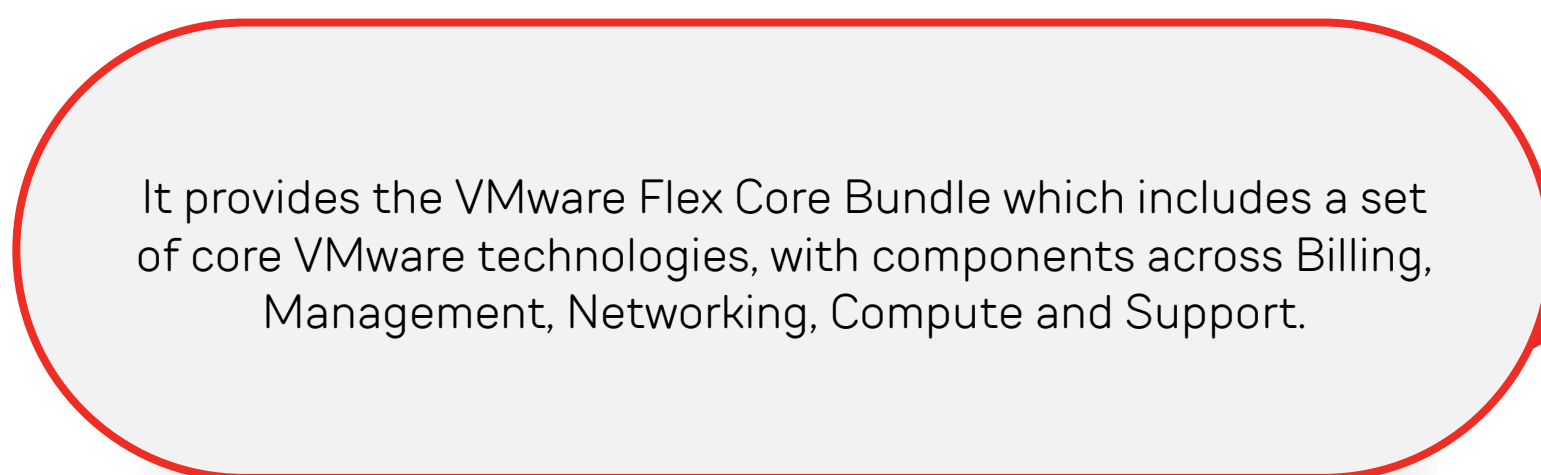 It provides the VMware Flex Core Bundle which includes a set
of core VMware technologies, with components across Billing,
Management, Networking, Compute and Support.